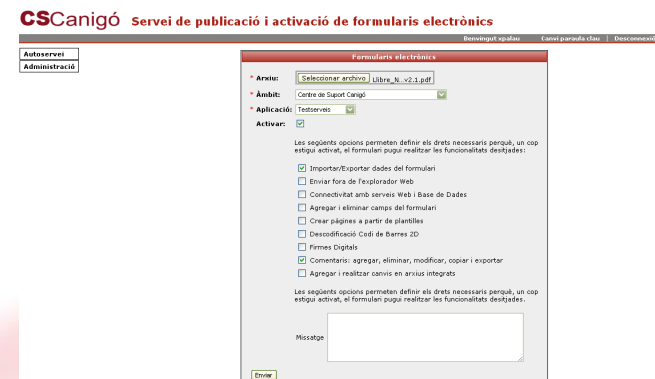 CSCanigó Servei de publicació i activació de formularis electrònics
Benvingut xpalau Canvi paraula clau | Desconnexió
Autoservei
Administració
Formularis electrònics
* Arxiu: Seleccionar archivo Llibre_N...v2.1.pdf
* Àmbit: Centre de Suport Canigó
* Aplicació: Testserveis
Activar:
Les següents opcions permeten definir els drets necessaris perquè, un cop
estigui activat, el formulari pugui realitzar les funcionalitats desitjades:
Importar/Exportar dades del formulari
Enviar fora de l'explorador Web
Connectivitat amb serveis Web i Base de Dades
Agregar i eliminar camps del formulari
Crear pàgines a partir de plantilles
Descodificació Codi de Barres 2D
Firmes Digitals
Comentaris: agregar, eliminar, modificar, copiar i exportar
Agregar i realitzar canvis en arxius integrats
Les següents opcions permeten definir els drets necessaris perquè, un cop
estigui activat, el formulari pugui realitzar les funcionalitats desitjades.
Missatge
Enviar